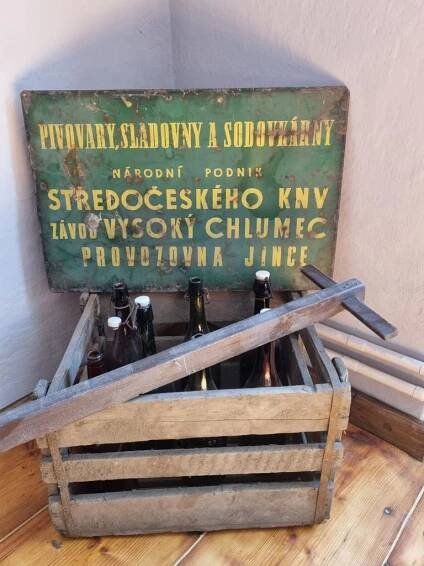 PIVOVARY, SLADOVNY A SODOVKÁRNY
NÁRODNÍ PODNIK
STŘEDOČESKÉHO KNV
ZÁVOD VYSOKÝ CHLUMEC
PROVOZOVNA JINCE